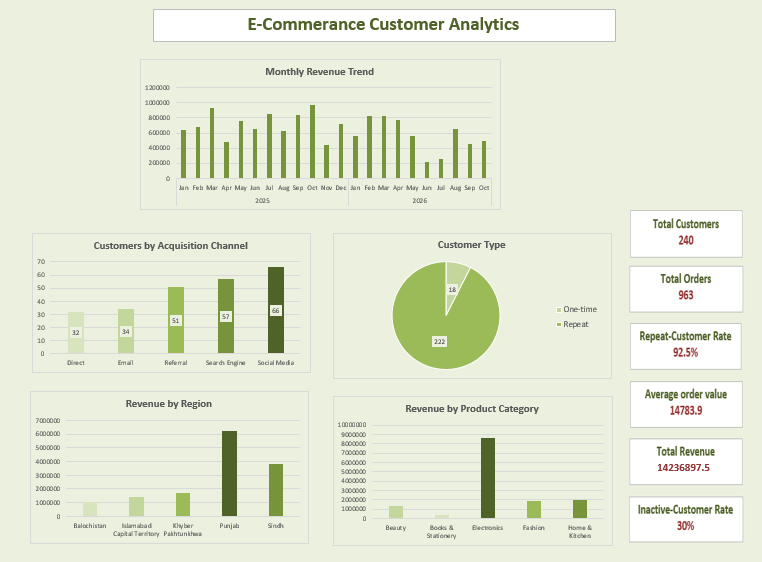 E-Commerance Customer Analytics
Monthly Revenue Trend
1200000
1000000
800000
600000
400000
200000
0
Jan Feb Mar Apr May Jun Jul Aug Sep Oct Nov Dec Jan Feb Mar Apr May Jun Jul Aug Sep Oct
2025 2026
Customers by Acquisition Channel
70
60
50
40
30
20
10
0
32 34 51 57 66
Direct Email Referral Search Engine Social Media
Customer Type
18
222
One-time
Repeat
Revenue by Region
7000000
6000000
5000000
4000000
3000000
2000000
1000000
0
Balochistan Islamabad Khyber Punjab Sindh
Capital Territory Pakhtunkhwa
Revenue by Product Category
10000000
9000000
8000000
7000000
6000000
5000000
4000000
3000000
2000000
1000000
0
Beauty Books & Electronics Fashion Home &
Stationery Kitchen
Total Customers
240
Total Orders
963
Repeat-Customer Rate
92.5%
Average order value
14783.9
Total Revenue
14236897.5
Inactive-Customer Rate
30%